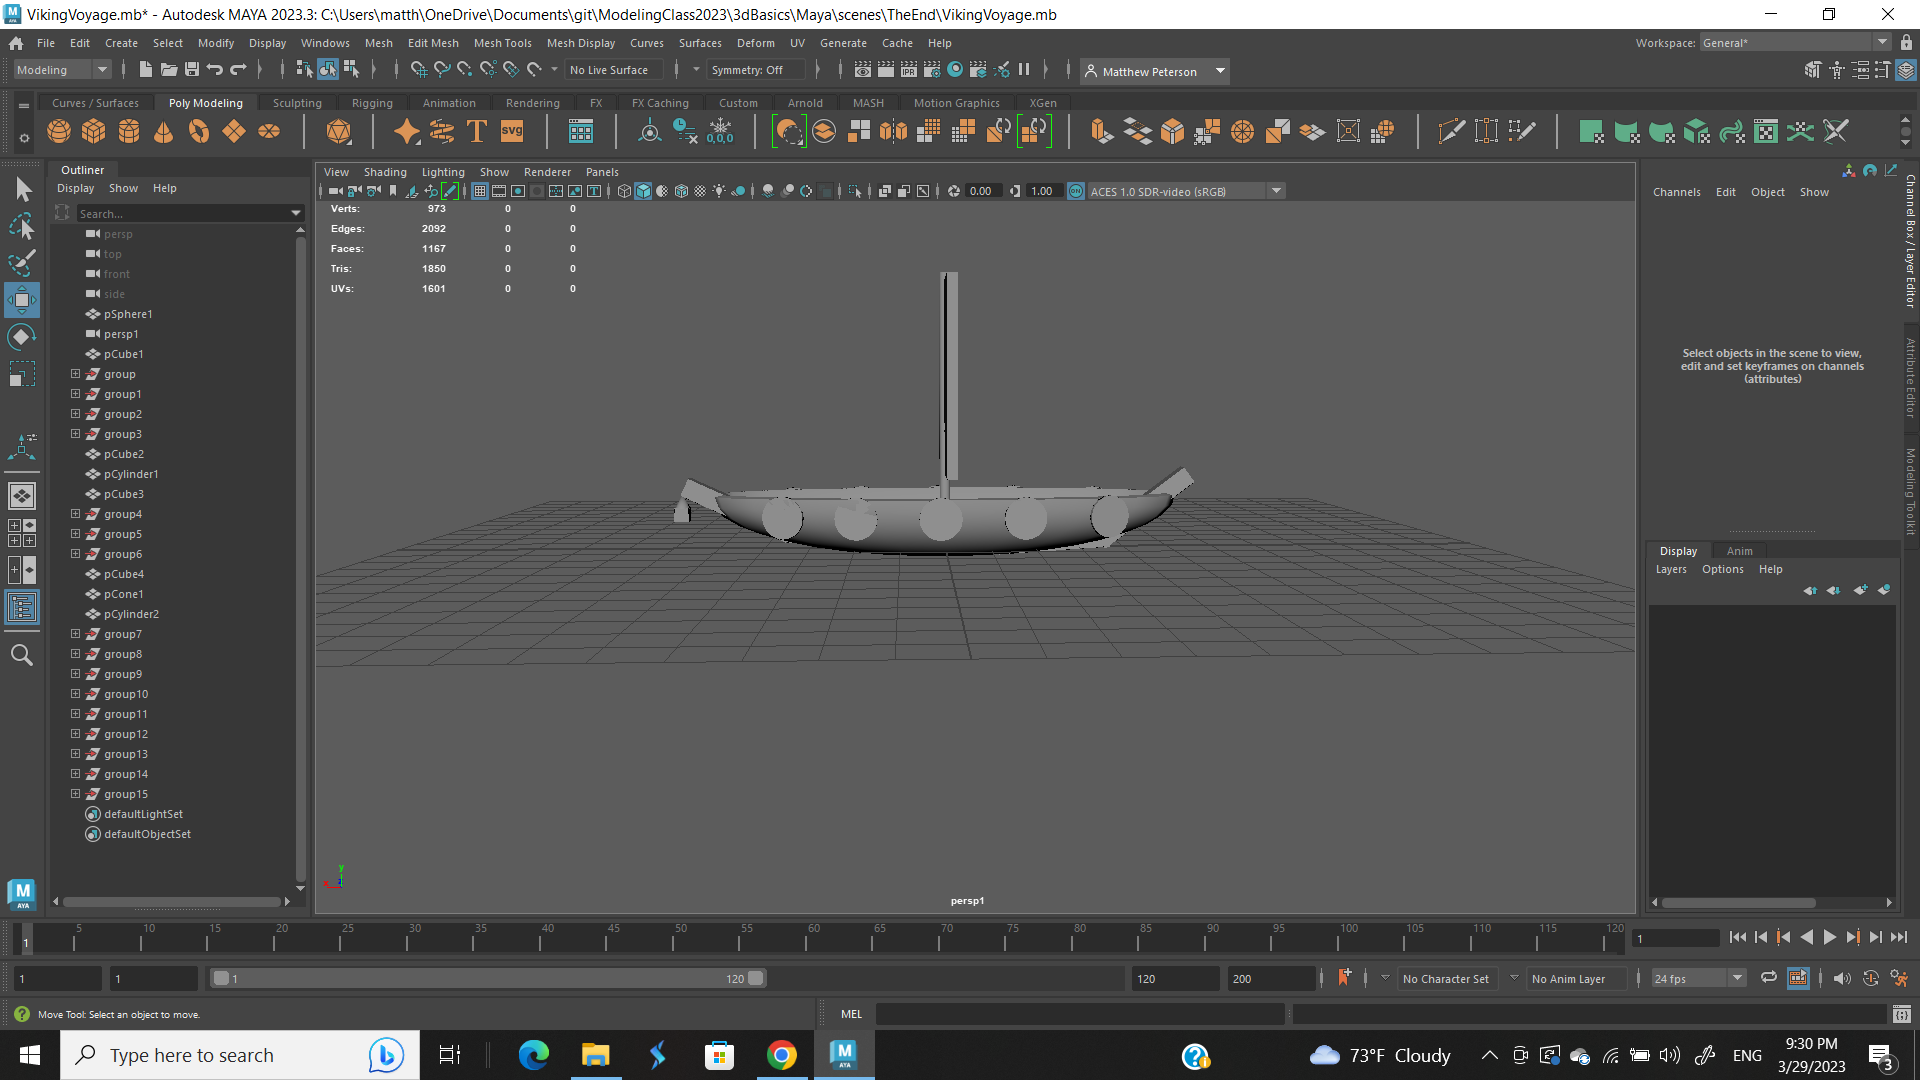 VikingVoyage.mb* - Autodesk MAYA 2023.3: C:\Users\matth\OneDrive\Documents\git\ModelingClass2023\3dBasics\Maya\scenes\TheEnd\VikingVoyage.mb
File Edit Create Select Modify Display Windows Mesh Edit Mesh Mesh Tools Mesh Display Curves Surfaces Deform UV Generate Cache Help Workspace: General*
Modeling No Live Surface Symmetry: Off IPR Matthew Peterson
Curves / Surfaces Poly Modeling Sculpting Rigging Animation Rendering FX FX Caching Custom Arnold MASH Motion Graphics XGen
T SVG 0,0,0
Outliner
Display Show Help
Search...
persp
top
front
side
pSphere1
persp1
pCube1
group
group1
group2
group3
pCube2
pCylinder1
pCube3
group4
group5
group6
pCube4
pCone1
pCylinder2
group7
group8
group9
group10
group11
group12
group13
group14
group15
defaultLightSet
defaultObjectSet
View Shading Lighting Show Renderer Panels
0.00 1.00 ON ACES 1.0 SDR-video (sRGB)
Verts: 973 0 0
Edges: 2092 0 0
Faces: 1167 0 0
Tris: 1850 0 0
UVs: 1601 0 0
y
persp1
Channels Edit Object Show
Select objects in the scene to view,
edit and set keyframes on channels
(attributes)
Channel Box / Layer Editor
Attribute Editor
Modeling Toolkit
Display Anim
Layers Options Help
M
AYA
1 5 10 15 20 25 30 35 40 45 50 55 60 65 70 75 80 85 90 95 100 105 110 115 120 1
1 1 1 120 120 200 No Character Set No Anim Layer 24 fps
Move Tool: Select an object to move. MEL
Type here to search 73°F Cloudy ENG 9:30 PM
3/29/2023 3